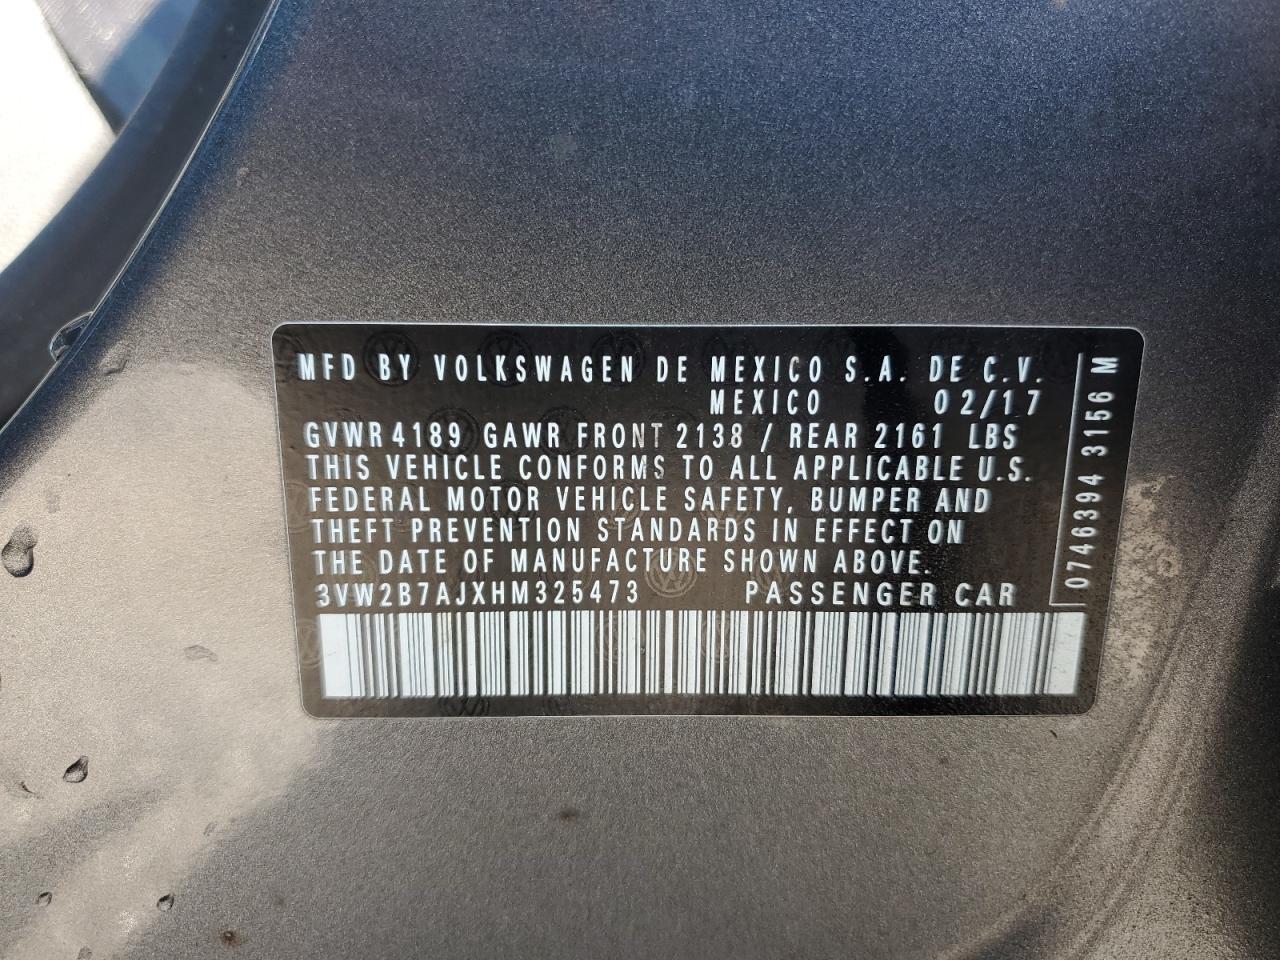 MFD BY VOLKSWAGEN DE MEXICO S.A. DE C.V.
MEXICO 02/17
GVWR 4189 GAWR FRONT 2138 / REAR 2161 LBS
THIS VEHICLE CONFORMS TO ALL APPLICABLE U.S.
FEDERAL MOTOR VEHICLE SAFETY, BUMPER AND
THEFT PREVENTION STANDARDS IN EFFECT ON
THE DATE OF MANUFACTURE SHOWN ABOVE.
3VW2B7AJXHM325473 PASSENGER CAR
0746394 3156 M